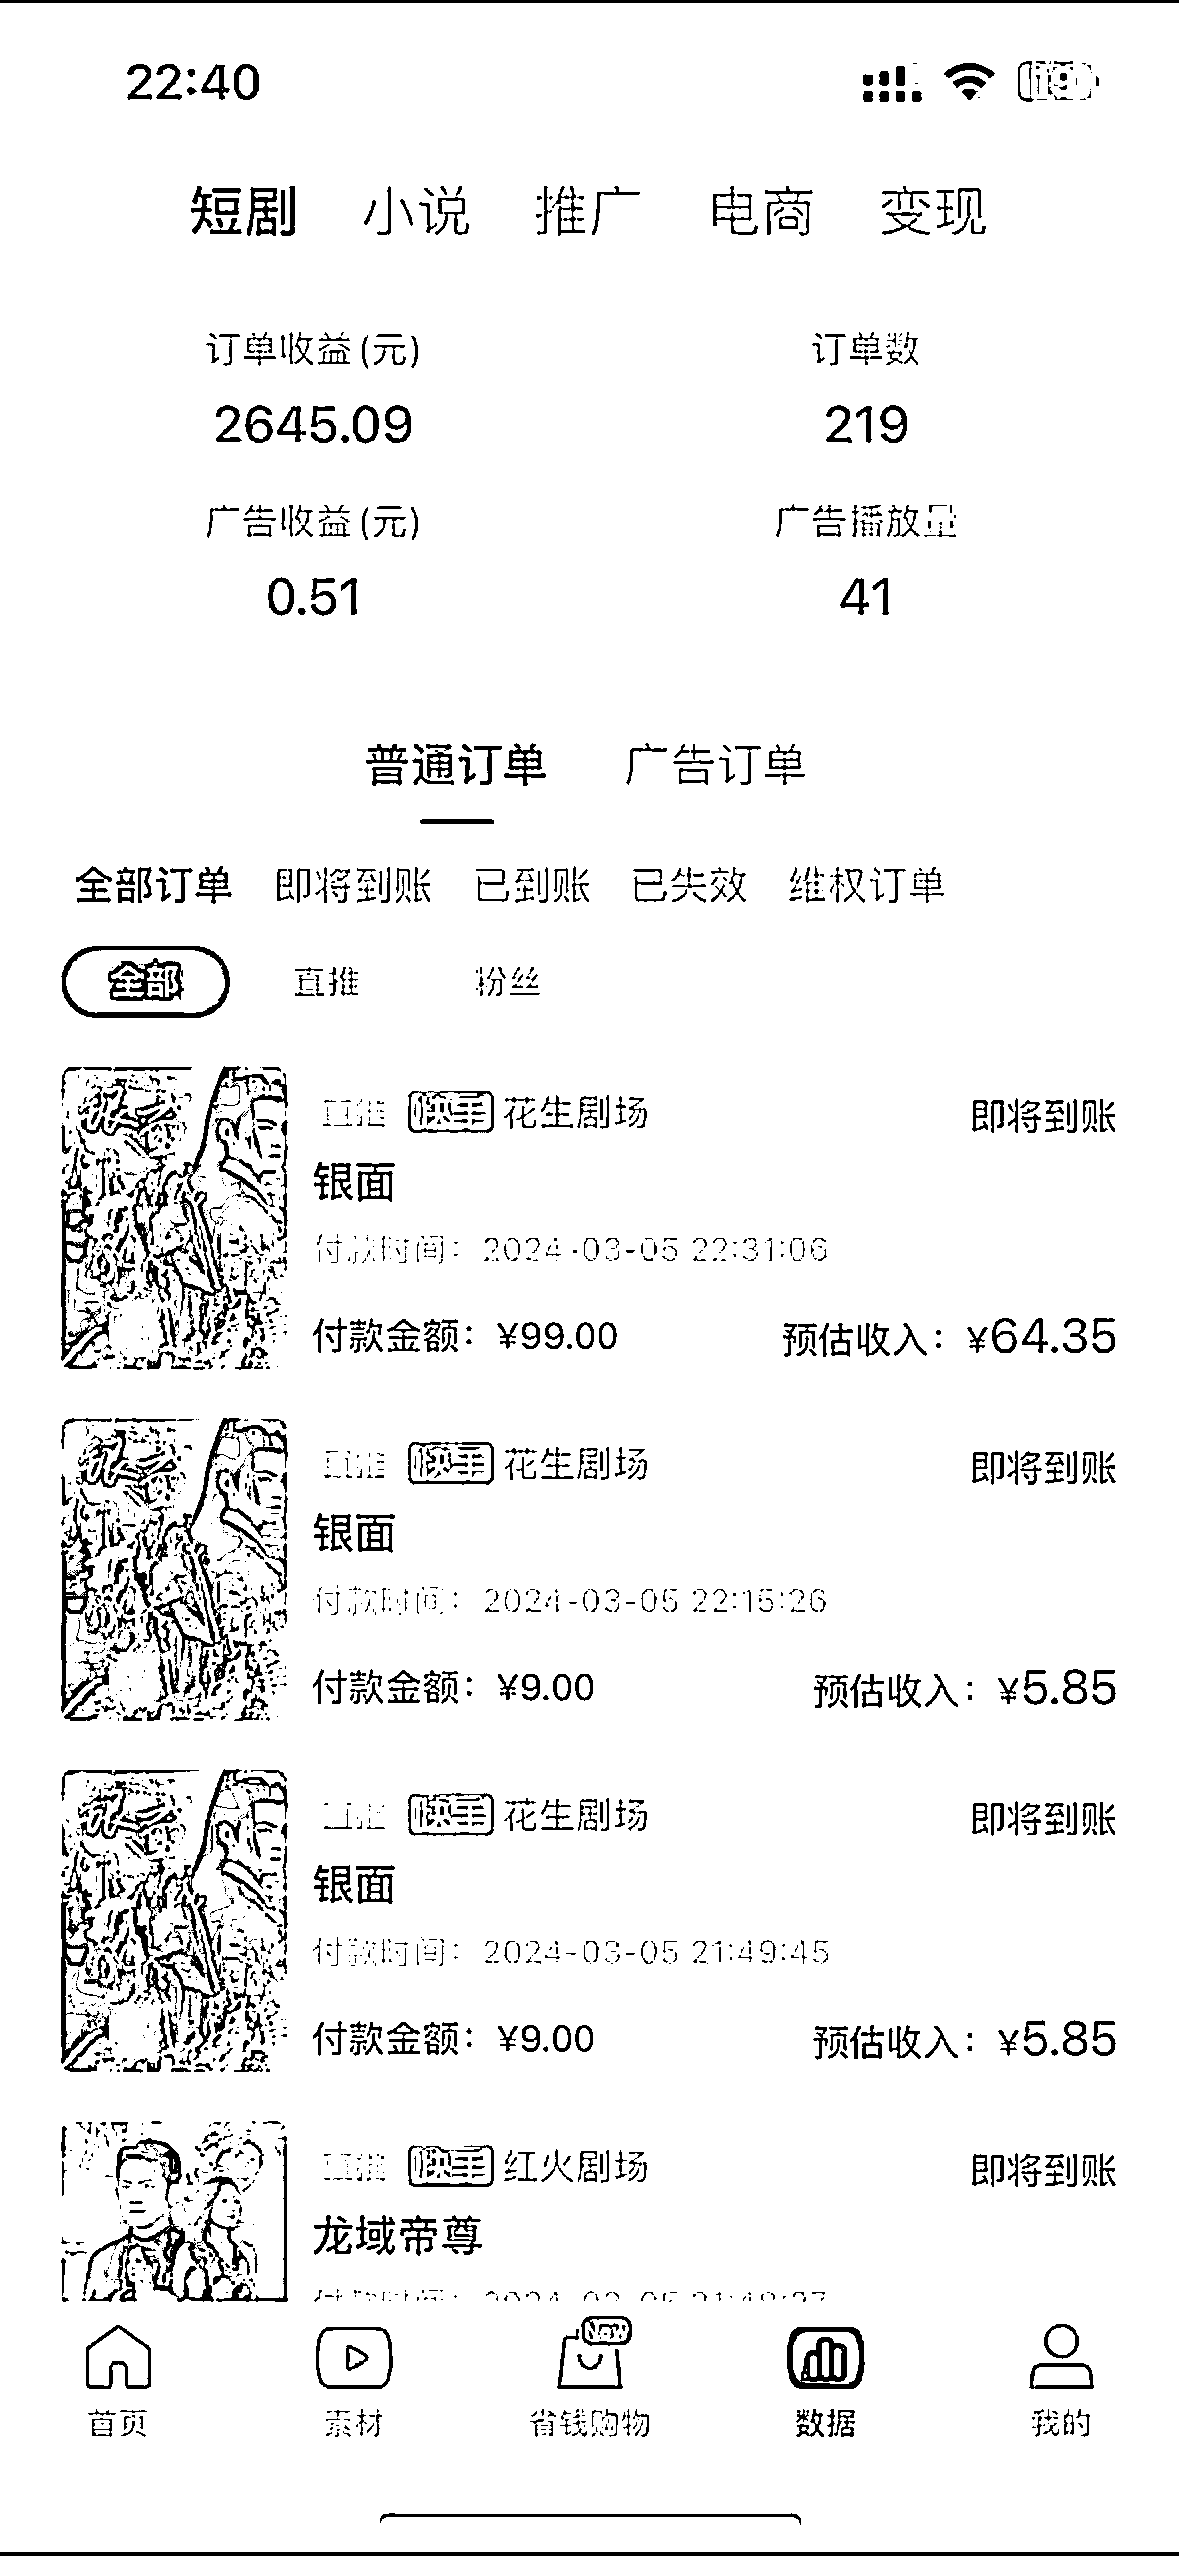 22:40
短剧 小说 推广 电商 变现
订单收益(元) 订单数
2645.09 219
广告收益(元) 广告播放量
0.51 41
普通订单 广告订单
全部订单 即将到账 已到账 已失效 维权订单
全部 直推 粉丝
直推 快手 花生剧场 即将到账
银面
付款时间：2024-03-05 22:31:06
付款金额：¥99.00 预估收入：¥64.35
直推 快手 花生剧场 即将到账
银面
付款时间：2024-03-05 22:15:26
付款金额：¥9.00 预估收入：¥5.85
直推 快手 花生剧场 即将到账
银面
付款时间：2024-03-05 21:49:45
付款金额：¥9.00 预估收入：¥5.85
直推 快手 红火剧场 即将到账
龙域帝尊
New
首页 素材 省钱购物 数据 我的